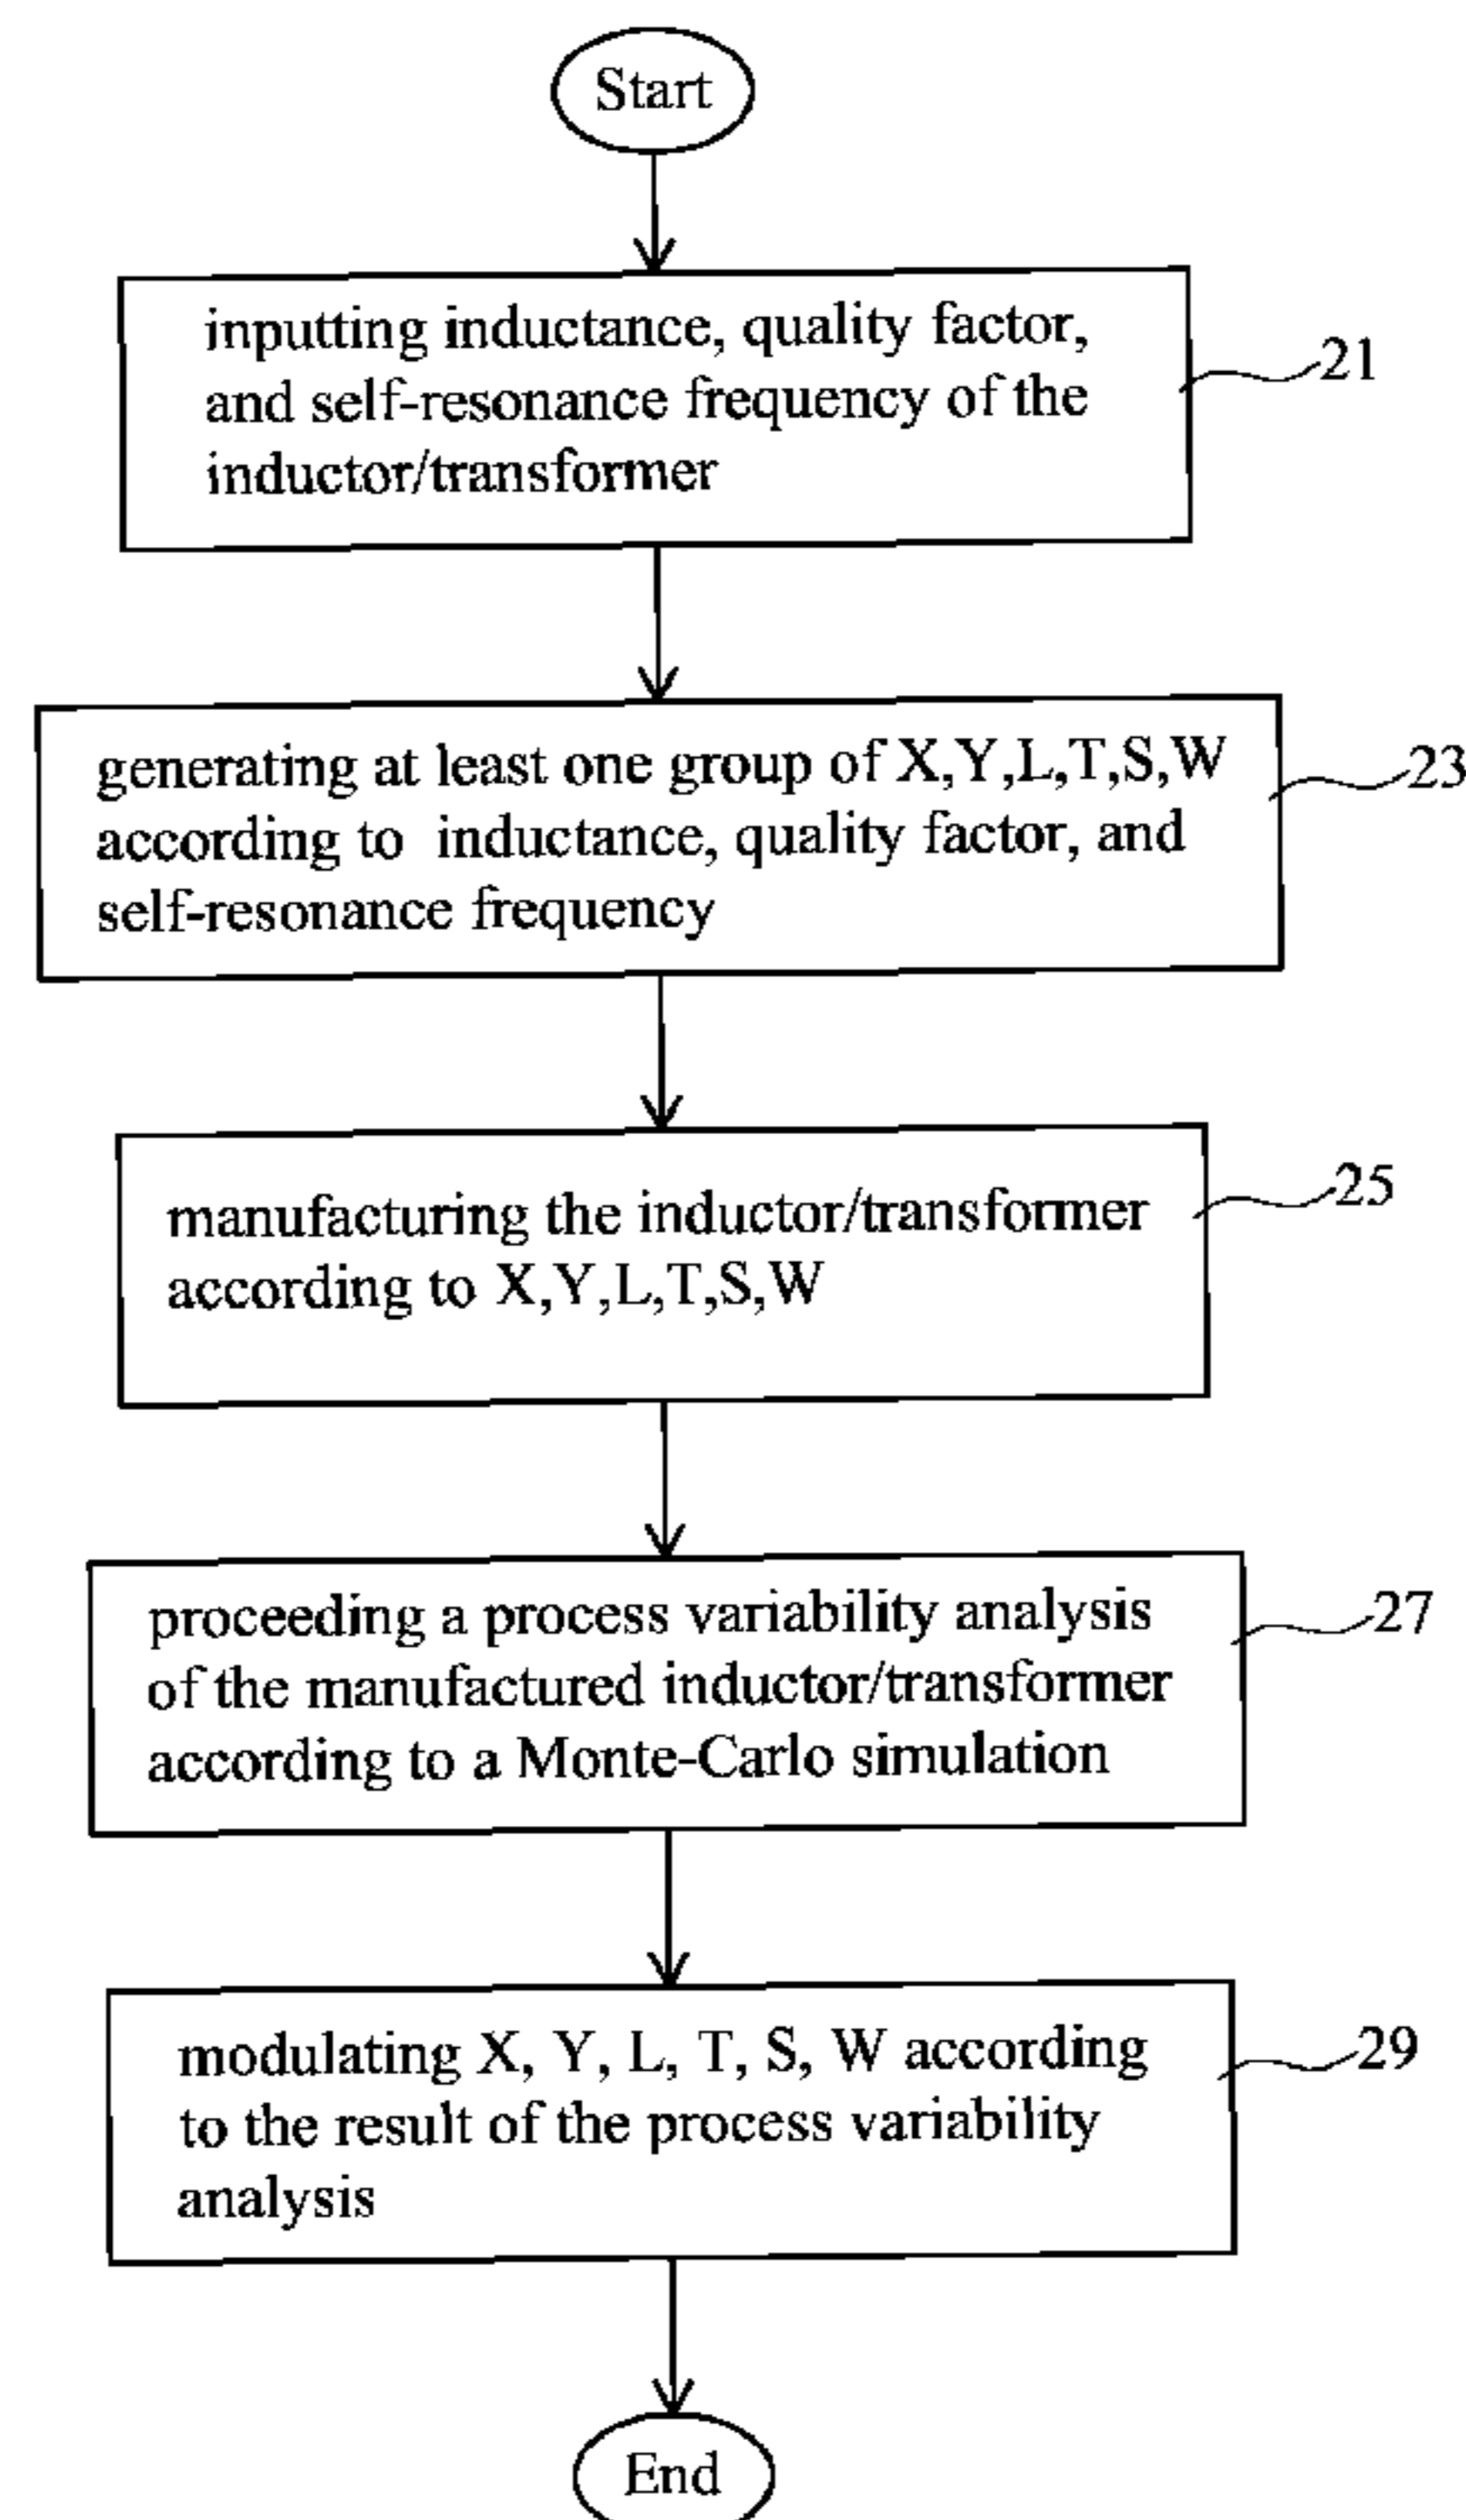 Start
inputting inductance, quality factor,
and self-resonance frequency of the
inductor/transformer
21
generating at least one group of X,Y,L,T,S,W
according to inductance, quality factor, and
self-resonance frequency
23
manufacturing the inductor/transformer
according to X,Y,L,T,S,W
25
proceeding a process variability analysis
of the manufactured inductor/transformer
according to a Monte-Carlo simulation
27
modulating X, Y, L, T, S, W according
to the result of the process variability
analysis
29
End